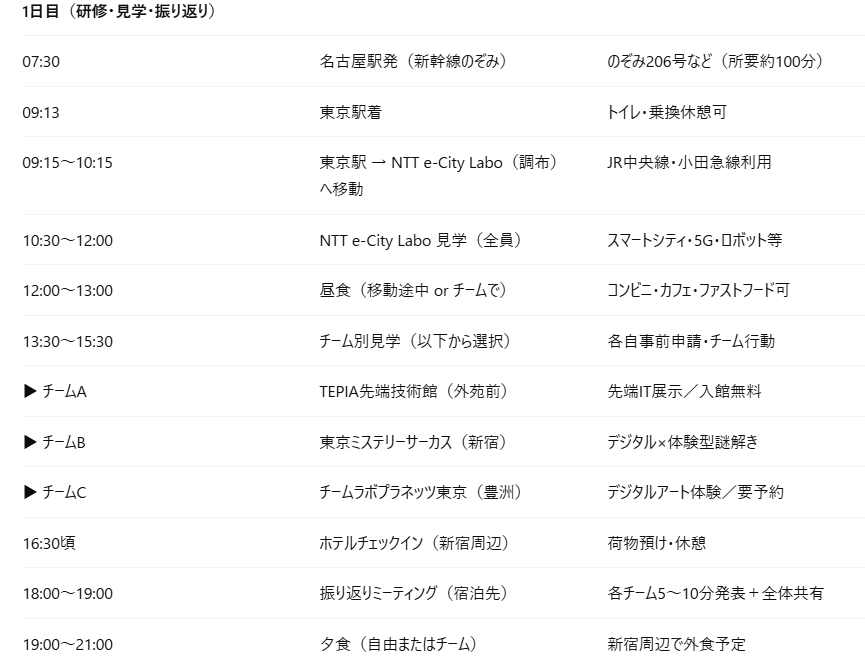 1日目（研修・見学・振り返り）
07:30 名古屋駅発（新幹線のぞみ） のぞみ206号など（所要約100分）
09:13 東京駅着 トイレ・乗換休憩可
09:15～10:15 東京駅 → NTT e-City Labo（調布） JR中央線・小田急線利用
へ移動
10:30～12:00 NTT e-City Labo 見学（全員） スマートシティ・5G・ロボット等
12:00～13:00 昼食（移動途中 or チームで） コンビニ・カフェ・ファストフード可
13:30～15:30 チーム別見学（以下から選択） 各自事前申請・チーム行動
▶ チームA TEPIA先端技術館（外苑前） 先端IT展示／入館無料
▶ チームB 東京ミステリーサーカス（新宿） デジタル×体験型謎解き
▶ チームC チームラボプラネッツ東京（豊洲） デジタルアート体験／要予約
16:30頃 ホテルチェックイン（新宿周辺） 荷物預け・休憩
18:00～19:00 振り返りミーティング（宿泊先） 各チーム5～10分発表＋全体共有
19:00～21:00 夕食（自由またはチーム） 新宿周辺で外食予定